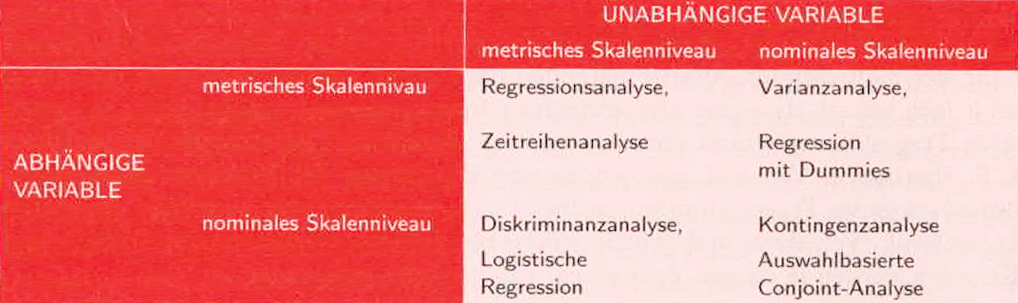 UNABHÄNGIGE VARIABLE
metrisches Skalenniveau nominales Skalenniveau
metrisches Skalennivau Regressionsanalyse, Varianzanalyse,
Zeitreihenanalyse Regression
mit Dummies
ABHÄNGIGE
VARIABLE
nominales Skalenniveau Diskriminanzanalyse, Kontingenzanalyse
Logistische Auswahlbasierte
Regression Conjoint-Analyse